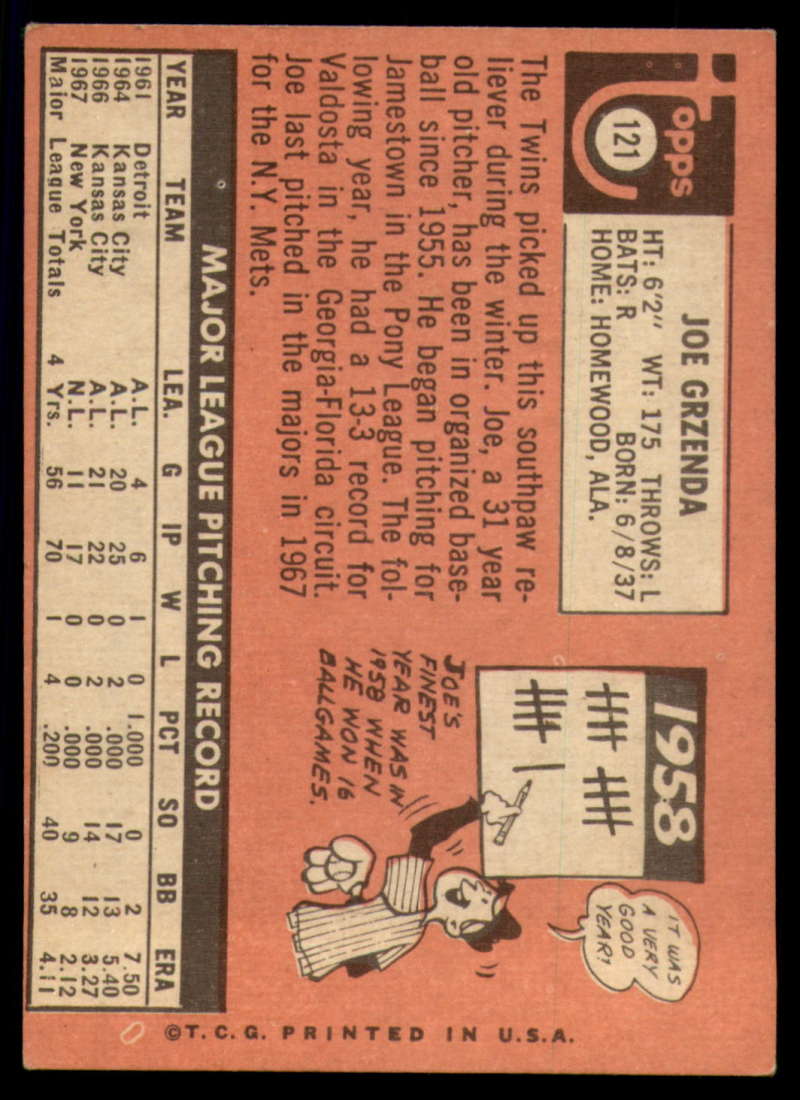 Topps
121
JOE GRZENDA
HT: 6'2" WT: 175 THROWS: L
BATS: R BORN: 6/8/37
HOME: HOMEWOOD, ALA.
The Twins picked up this southpaw re-
liever during the winter. Joe, a 31 year
old pitcher, has been in organized base-
ball since 1955. He began pitching for
Jamestown in the Pony League. The fol-
lowing year, he had a 13-3 record for
Valdosta in the Georgia-Florida circuit.
Joe last pitched in the majors in 1967
for the N.Y. Mets.
1958
IT WAS
A VERY
GOOD
YEAR!
JOE'S
FINEST
YEAR WAS IN
1958 WHEN
HE WON 16
BALLGAMES.
MAJOR LEAGUE PITCHING RECORD
YEAR TEAM LEA. G IP W L PCT SO BB ERA
1961 Detroit A.L. 4 6 1 0 1.000 0 2 7.50
1964 Kansas City A.L. 20 25 0 2 .000 17 13 5.40
1966 Kansas City A.L. 21 22 0 2 .000 14 12 3.27
1967 New York N.L. 11 17 0 0 .000 9 8 2.12
Major League Totals 4 Yrs. 56 70 1 4 .200 40 35 4.11
©T.C.G. PRINTED IN U.S.A.